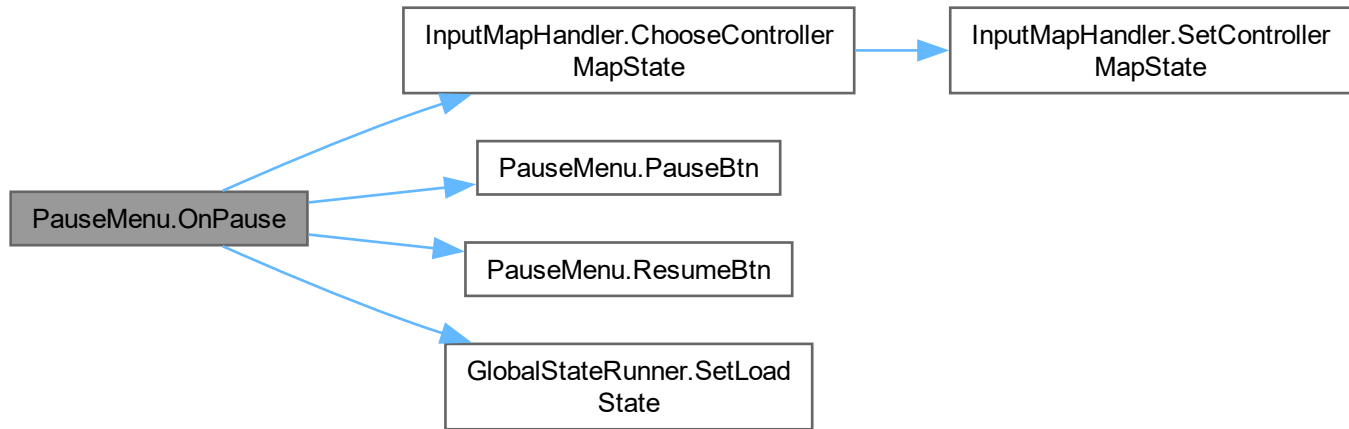 InputMapHandler.ChooseController
MapState
InputMapHandler.SetController
MapState
PauseMenu.PauseBtn
PauseMenu.OnPause
PauseMenu.ResumeBtn
GlobalStateRunner.SetLoad
State